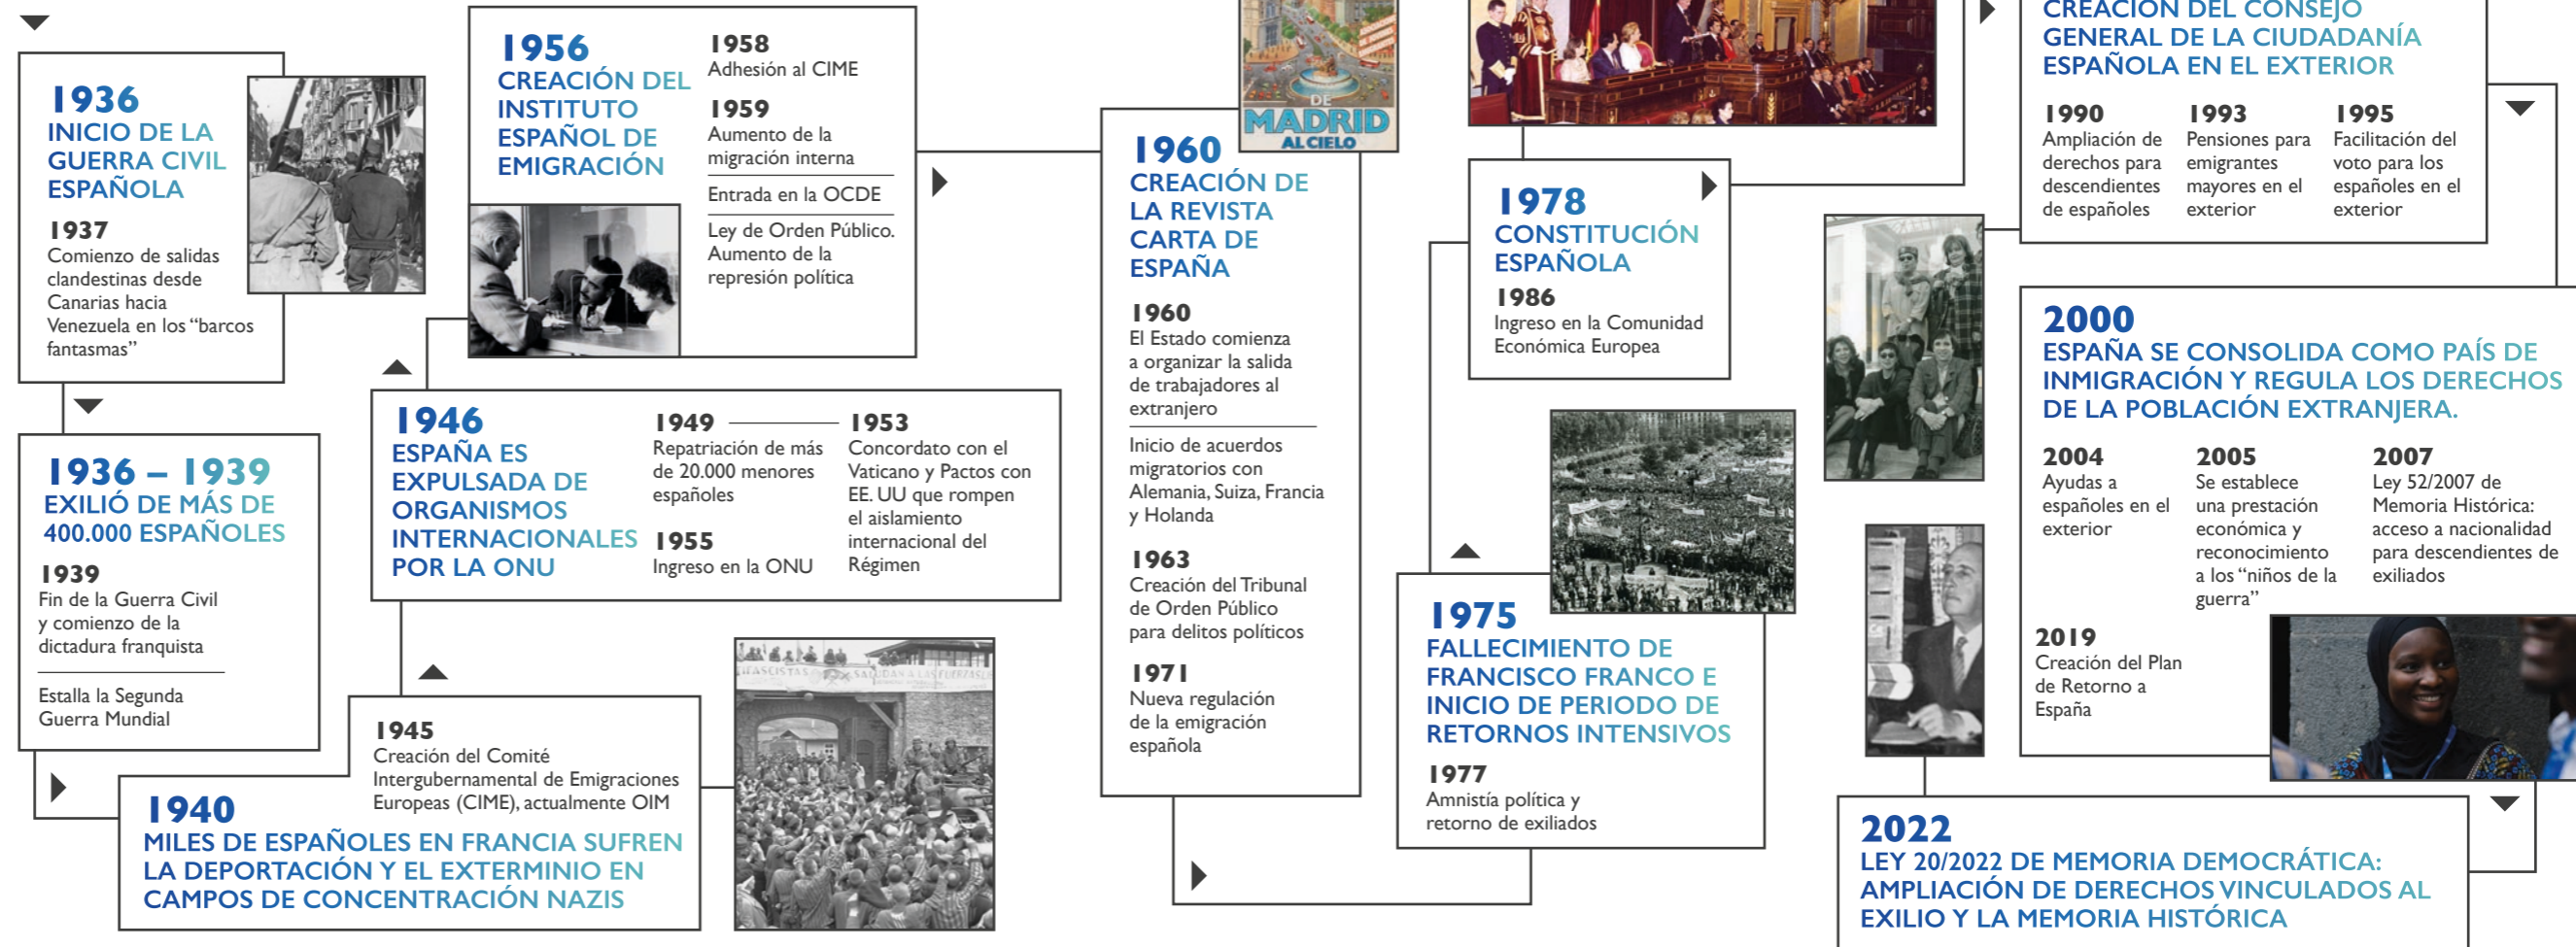 1936
INICIO DE LA
GUERRA CIVIL
ESPAÑOLA
1937
Comienzo de salidas
clandestinas desde
Canarias hacia
Venezuela en los “barcos
fantasmas”
1936 – 1939
EXILIÓ DE MÁS DE
400.000 ESPAÑOLES
1939
Fin de la Guerra Civil
y comienzo de la
dictadura franquista
Estalla la Segunda
Guerra Mundial
1940
MILES DE ESPAÑOLES EN FRANCIA SUFREN
LA DEPORTACIÓN Y EL EXTERMINIO EN
CAMPOS DE CONCENTRACIÓN NAZIS
1945
Creación del Comité
Intergubernamental de Emigraciones
Europeas (CIME), actualmente OIM
SALUDAN A LAS FUERZAS
1946
ESPAÑA ES
EXPULSADA DE
ORGANISMOS
INTERNACIONALES
POR LA ONU
1949
Repatriación de más
de 20.000 menores
españoles
1955
Ingreso en la ONU
1953
Concordato con el
Vaticano y Pactos con
EE. UU que rompen
el aislamiento
internacional del
Régimen
1956
CREACIÓN DEL
INSTITUTO
ESPAÑOL DE
EMIGRACIÓN
1958
Adhesión al CIME
1959
Aumento de la
migración interna
Entrada en la OCDE
Ley de Orden Público.
Aumento de la
represión política
DE
MADRID
AL CIELO
1960
CREACIÓN DE
LA REVISTA
CARTA DE
ESPAÑA
1960
El Estado comienza
a organizar la salida
de trabajadores al
extranjero
Inicio de acuerdos
migratorios con
Alemania, Suiza, Francia
y Holanda
1963
Creación del Tribunal
de Orden Público
para delitos políticos
1971
Nueva regulación
de la emigración
española
1975
FALLECIMIENTO DE
FRANCISCO FRANCO E
INICIO DE PERIODO DE
RETORNOS INTENSIVOS
1977
Amnistía política y
retorno de exiliados
1978
CONSTITUCIÓN
ESPAÑOLA
1986
Ingreso en la Comunidad
Económica Europea
CREACIÓN DEL CONSEJO
GENERAL DE LA CIUDADANÍA
ESPAÑOLA EN EL EXTERIOR
1990
Ampliación de
derechos para
descendientes
de españoles
1993
Pensiones para
emigrantes
mayores en el
exterior
1995
Facilitación del
voto para los
españoles en el
exterior
2000
ESPAÑA SE CONSOLIDA COMO PAÍS DE
INMIGRACIÓN Y REGULA LOS DERECHOS
DE LA POBLACIÓN EXTRANJERA.
2004
Ayudas a
españoles en el
exterior
2005
Se establece
una prestación
económica y
reconocimiento
a los “niños de la
guerra”
2007
Ley 52/2007 de
Memoria Histórica:
acceso a nacionalidad
para descendientes de
exiliados
2019
Creación del Plan
de Retorno a
España
2022
LEY 20/2022 DE MEMORIA DEMOCRÁTICA:
AMPLIACIÓN DE DERECHOS VINCULADOS AL
EXILIO Y LA MEMORIA HISTÓRICA